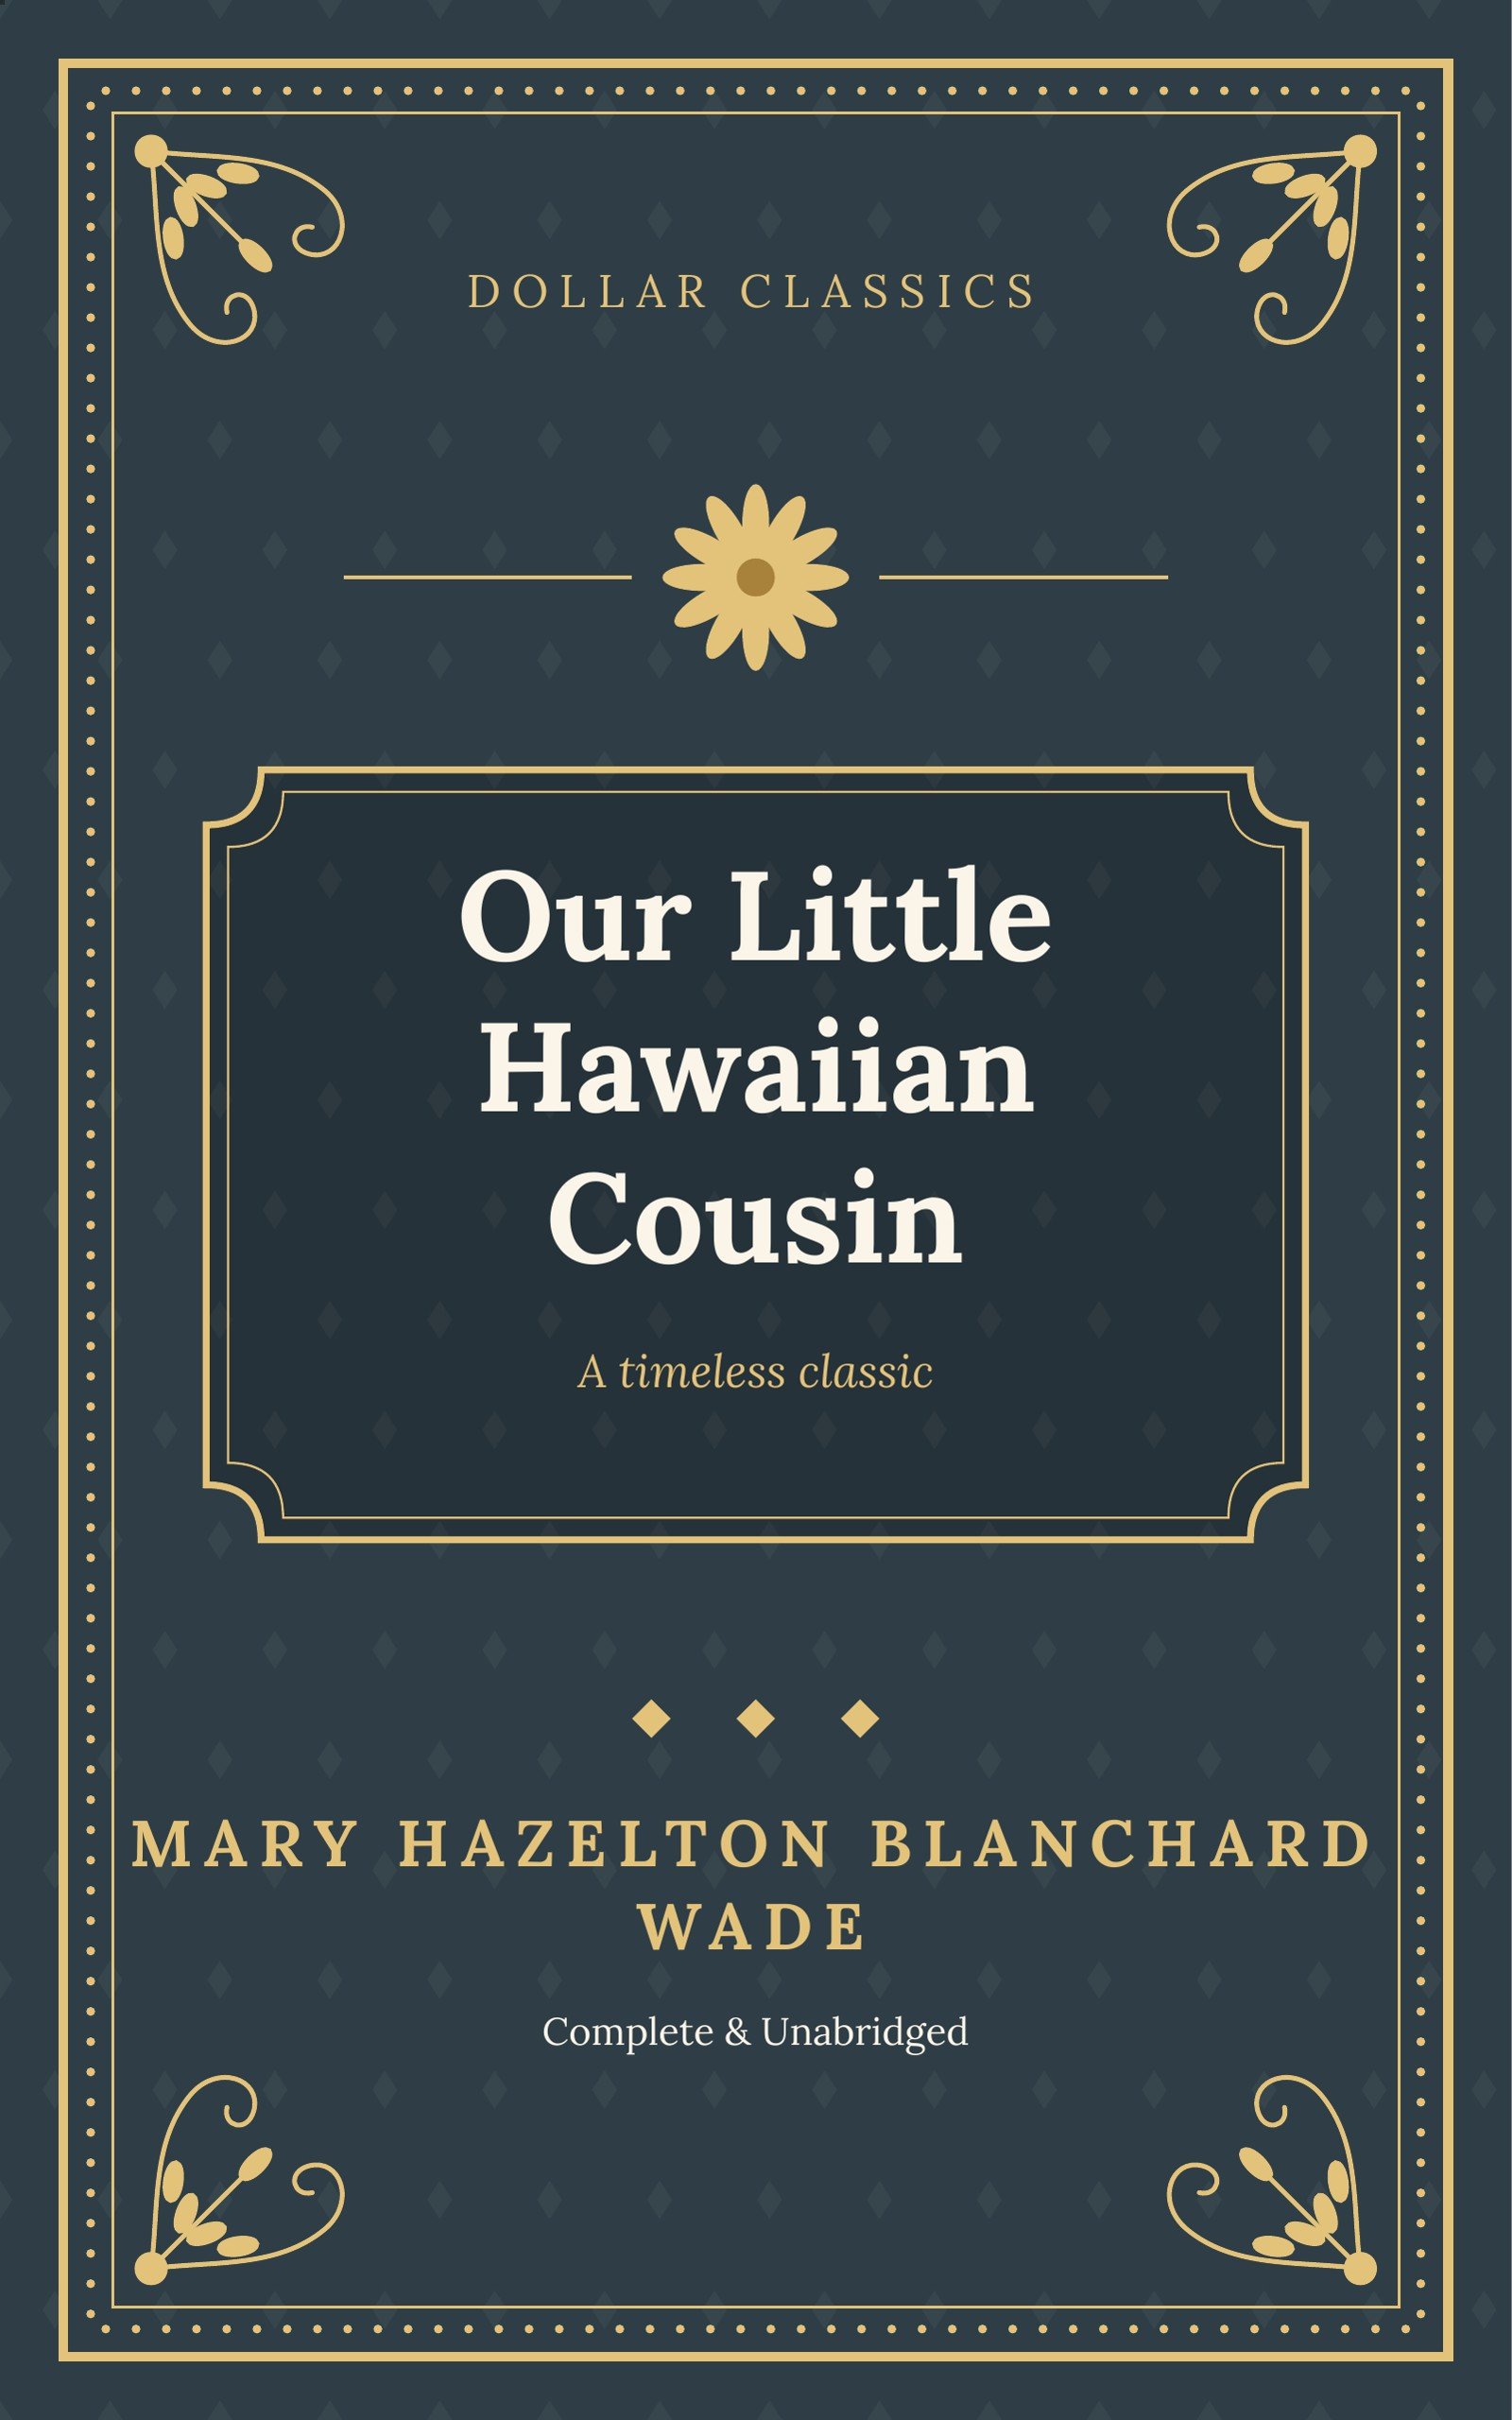 DOLLAR CLASSICS
Our Little
Hawaiian
Cousin
A timeless classic
MARY HAZELTON BLANCHARD
WADE
Complete & Unabridged